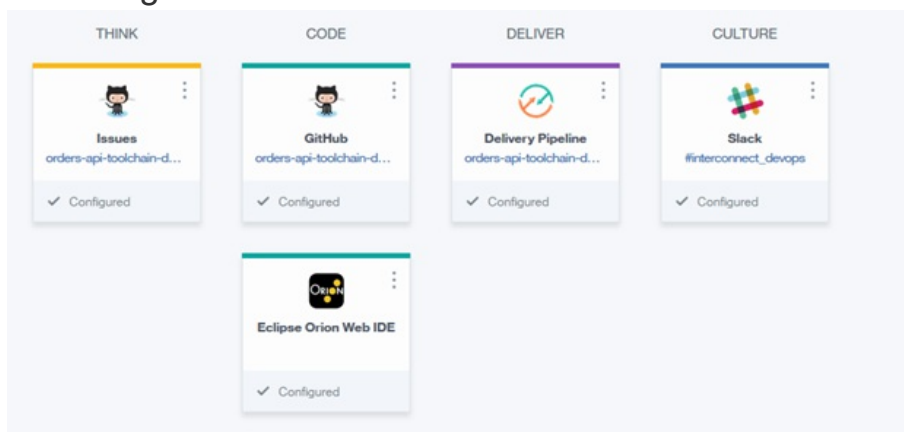 THINK CODE DELIVER CULTURE
Issues
orders-api-toolchain-d...
✓ Configured
GitHub
orders-api-toolchain-d...
✓ Configured
Delivery Pipeline
orders-api-toolchain-d...
✓ Configured
Slack
#interconnect_devops
✓ Configured
ORION
Eclipse Orion Web IDE
✓ Configured